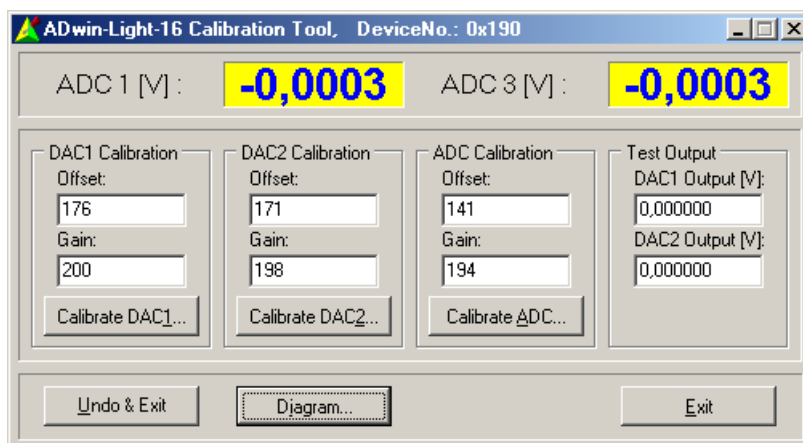 ADwin-Light-16 Calibration Tool, DeviceNo.: 0x190
ADC 1 [V] : -0,0003 ADC 3 [V] : -0,0003
DAC1 Calibration
Offset:
176
Gain:
200
Calibrate DAC1...
DAC2 Calibration
Offset:
171
Gain:
198
Calibrate DAC2...
ADC Calibration
Offset:
141
Gain:
194
Calibrate ADC...
Test Output
DAC1 Output [V]:
0,000000
DAC2 Output [V]:
0,000000
Undo & Exit
Diagram...
Exit